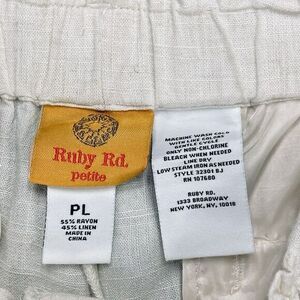 Ruby Rd.
petite
PL
55% RAYON
45% LINEN
MADE IN
CHINA
MACHINE WASH COLD
WITH LIKE COLORS
GENTLE CYCLE
ONLY NON-CHLORINE
BLEACH WHEN NEEDED
LINE DRY
LOW STEAM IRON AS NEEDED
STYLE 32301 BJ
RN 107680
RUBY RD.
1333 BROADWAY
NEW YORK, NY, 10018